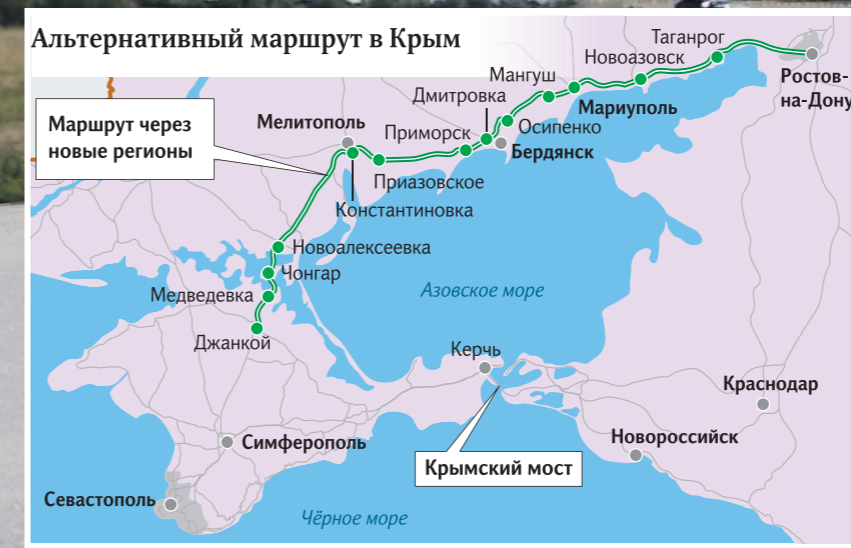 Альтернативный маршрут в Крым
Таганрог
Новоазовск
Ростов-
на-Дону
Мангуш
Мариуполь
Дмитровка
Осипенко
Маршрут через
новые регионы
Мелитополь
Приморск
Бердянск
Приазовское
Константиновка
Новоалексеевка
Чонгар
Азовское море
Медведевка
Джанкой
Керчь
Краснодар
Симферополь
Новороссийск
Крымский мост
Севастополь
Чёрное море